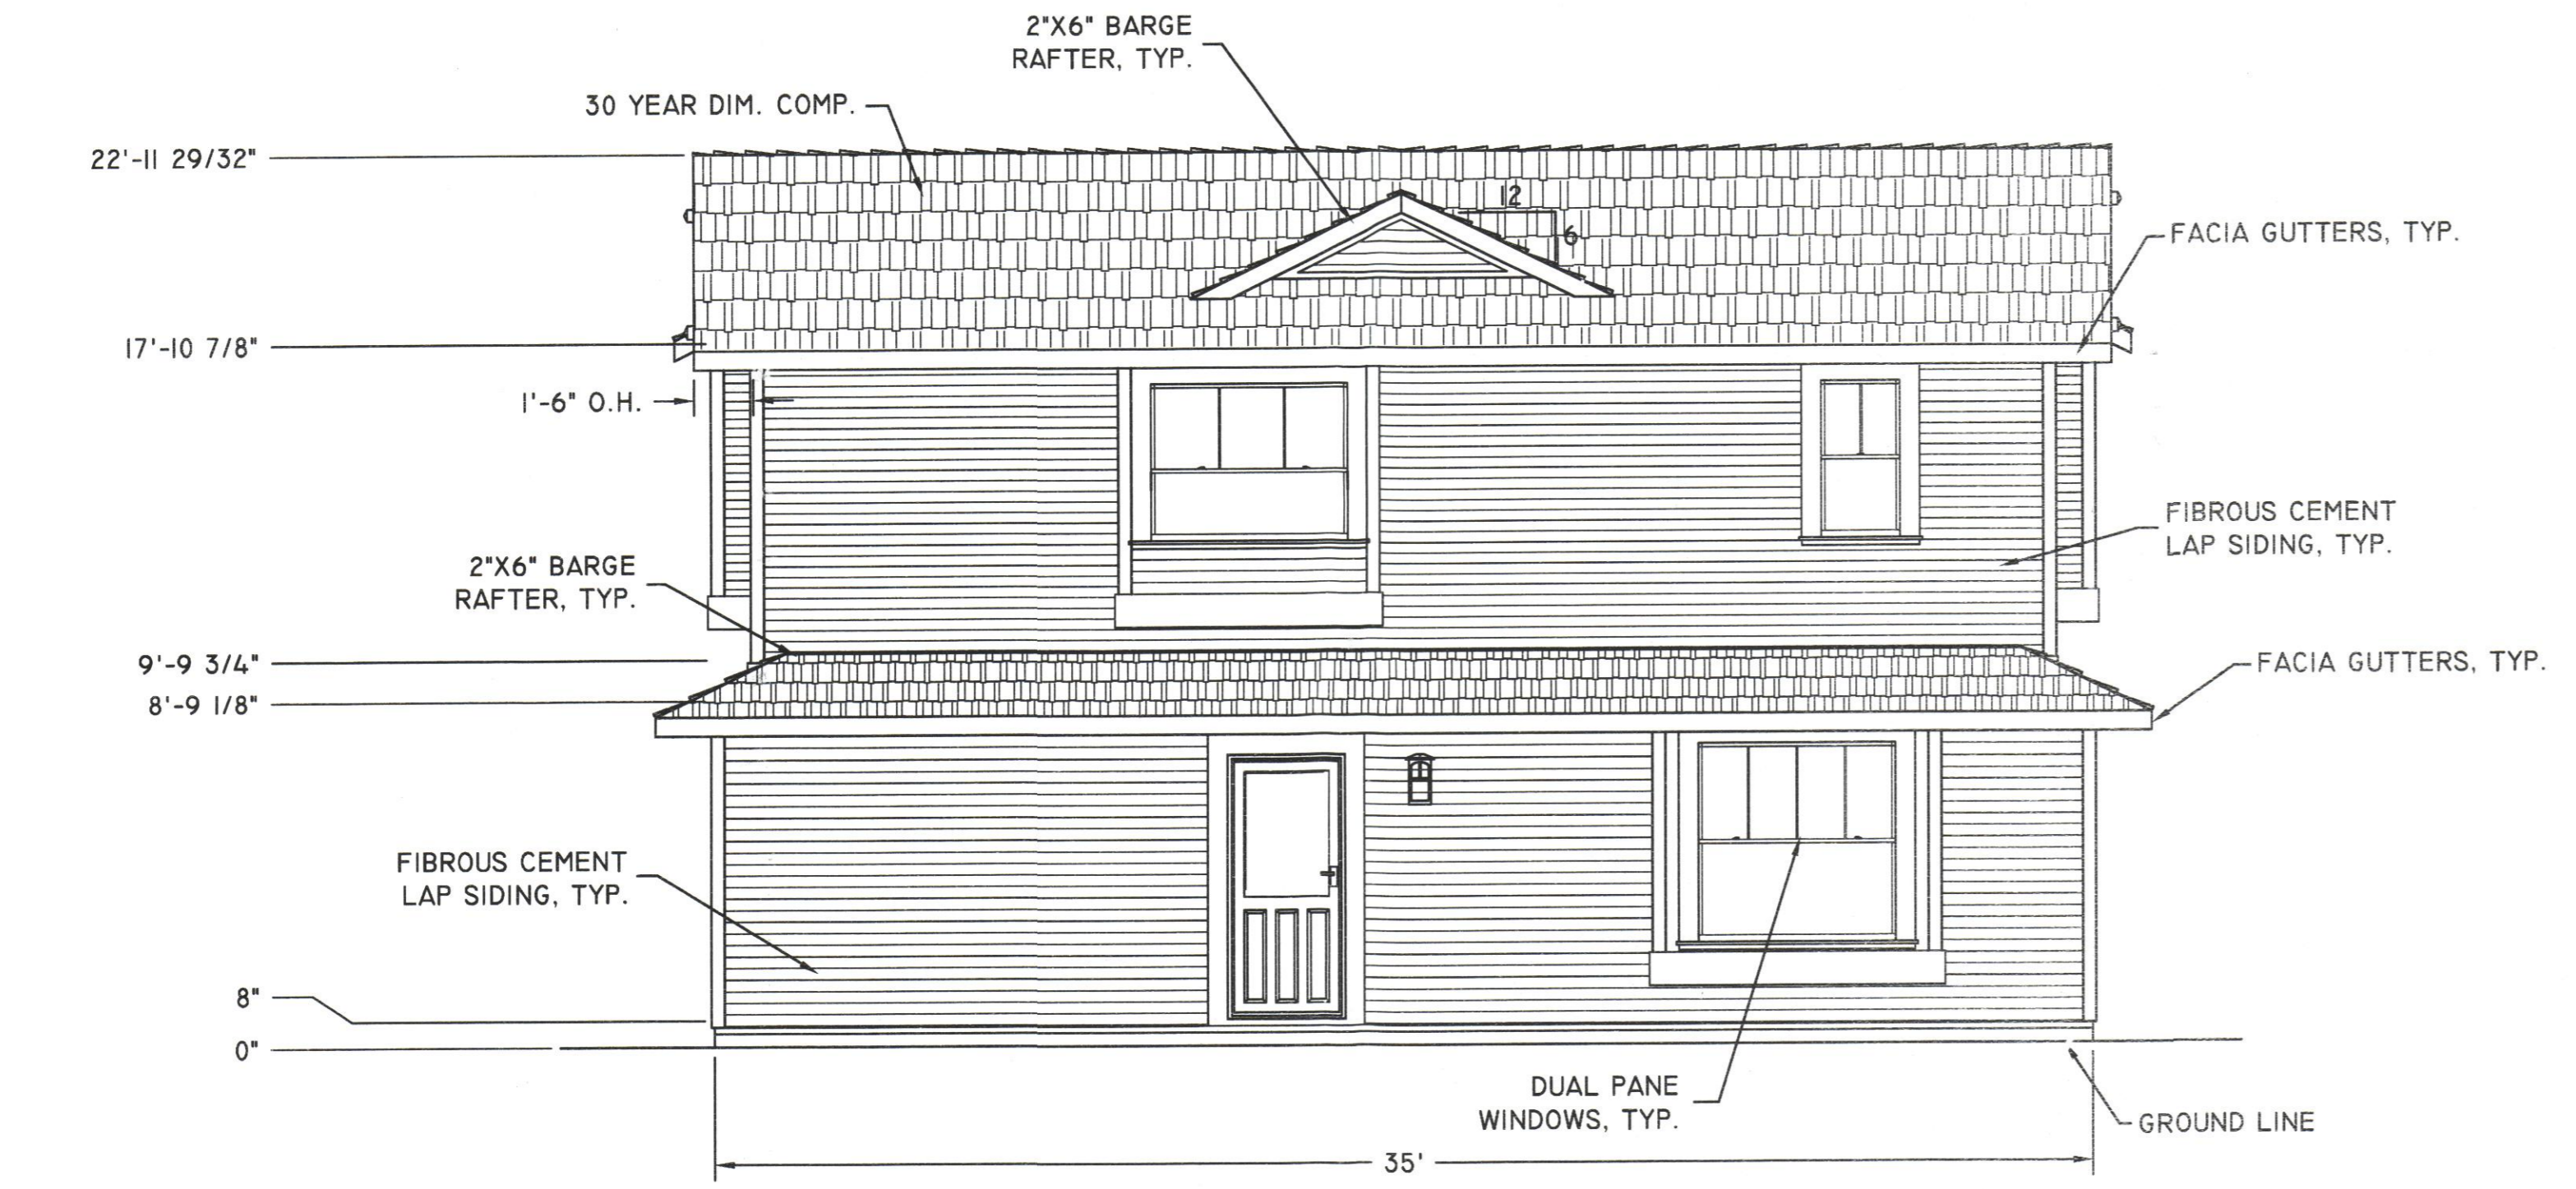 2"X6" BARGE
RAFTER, TYP.
30 YEAR DIM. COMP.
22'-11 29/32"
12
6
FACIA GUTTERS, TYP.
17'-10 7/8"
1'-6" O.H.
FIBROUS CEMENT
LAP SIDING, TYP.
2"X6" BARGE
RAFTER, TYP.
9'-9 3/4"
FACIA GUTTERS, TYP.
8'-9 1/8"
FIBROUS CEMENT
LAP SIDING, TYP.
8"
0"
DUAL PANE
WINDOWS, TYP.
GROUND LINE
35'